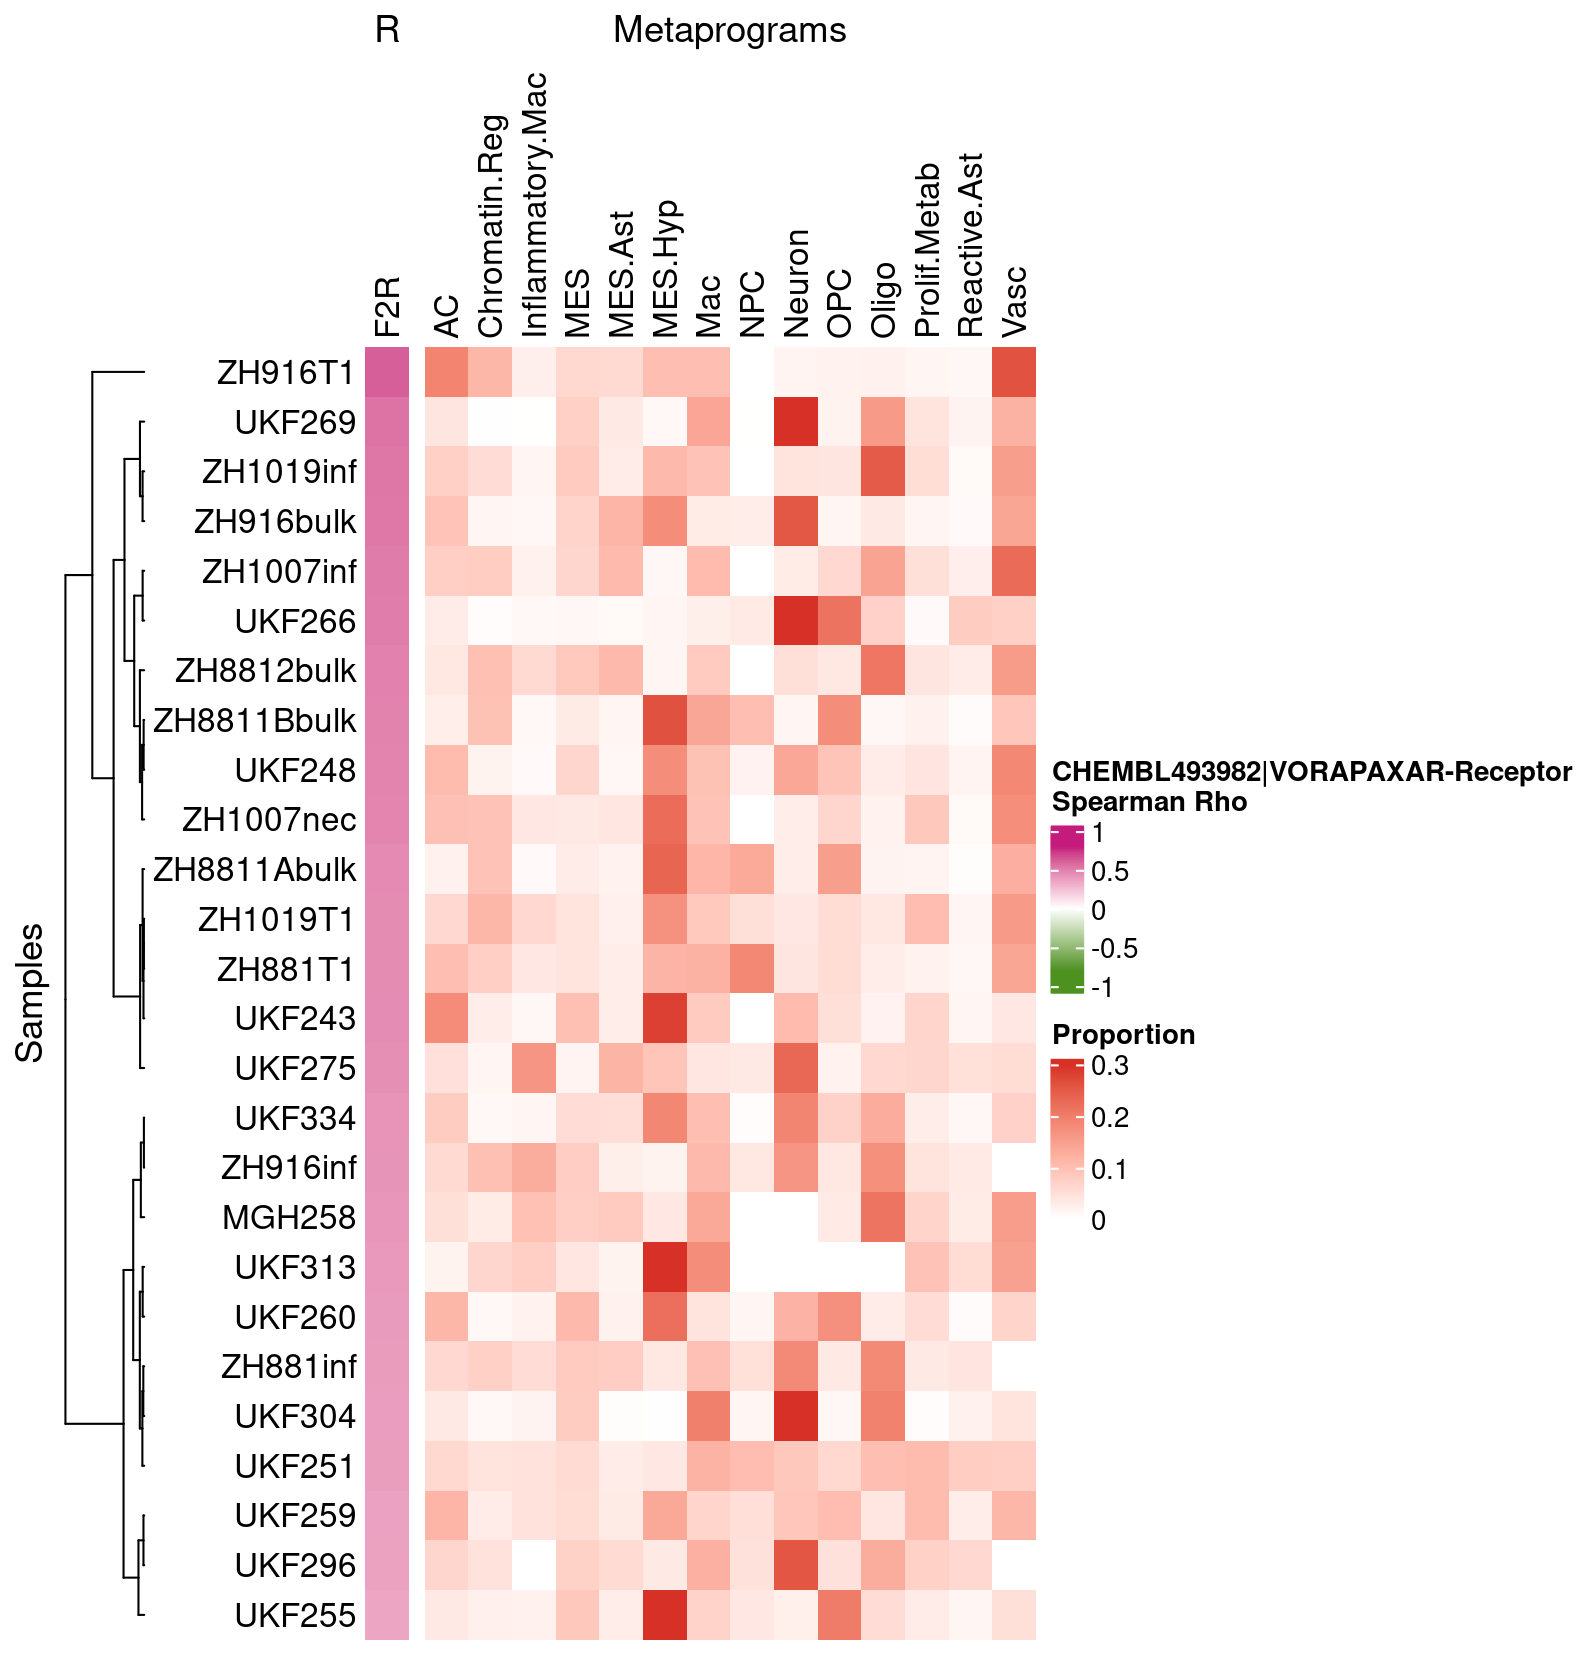 R
Metaprograms
F2R
AC
Chromatin.Reg
Inflammatory.Mac
MES
MES.Ast
MES.Hyp
Mac
NPC
Neuron
OPC
Oligo
Prolif.Metab
Reactive.Ast
Vasc
Samples
ZH916T1
UKF269
ZH1019inf
ZH916bulk
ZH1007inf
UKF266
ZH8812bulk
ZH8811Bbulk
UKF248
ZH1007nec
ZH8811Abulk
ZH1019T1
ZH881T1
UKF243
UKF275
UKF334
ZH916inf
MGH258
UKF313
UKF260
ZH881inf
UKF304
UKF251
UKF259
UKF296
UKF255
CHEMBL493982|VORAPAXAR-Receptor
Spearman Rho
1
0.5
0
-0.5
-1
Proportion
0.3
0.2
0.1
0